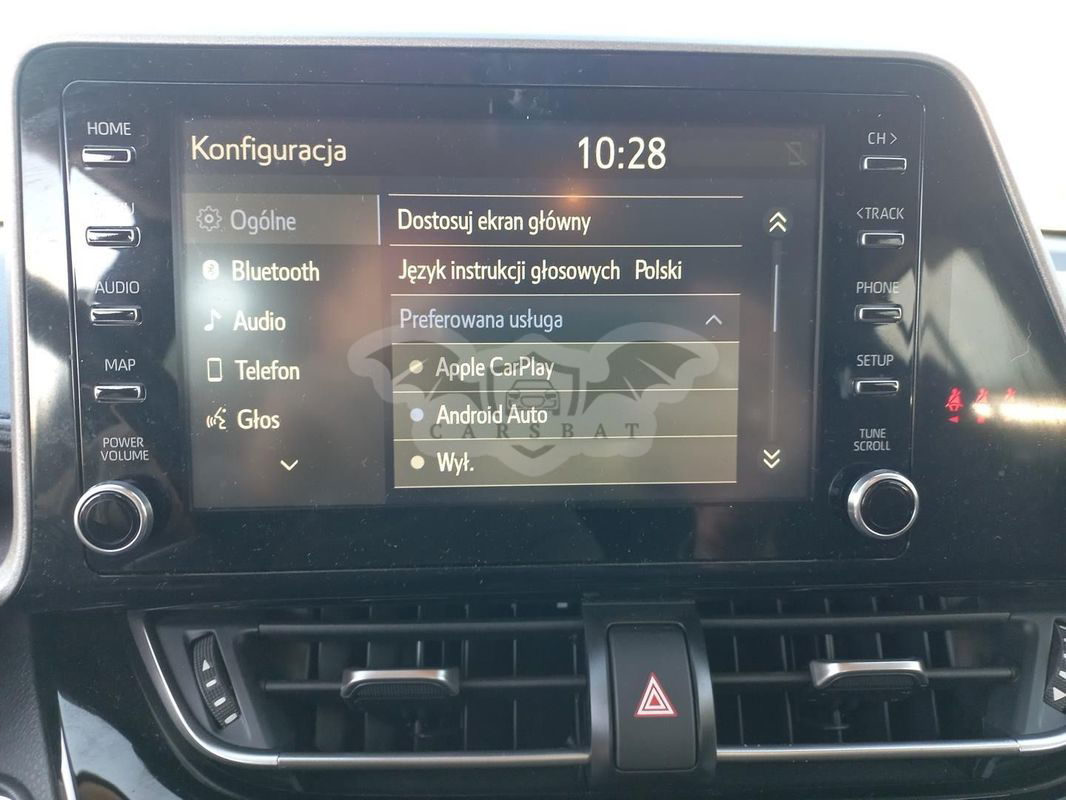 HOME
Konfiguracja
10:28
CH >
Ogólne
Dostosuj ekran główny
< TRACK
Bluetooth
Język instrukcji głosowych Polski
AUDIO
Audio
Preferowana usługa
PHONE
MAP
Telefon
Apple CarPlay
SETUP
Głos
Android Auto
CARSBAT
POWER
VOLUME
Wył.
TUNE
SCROLL